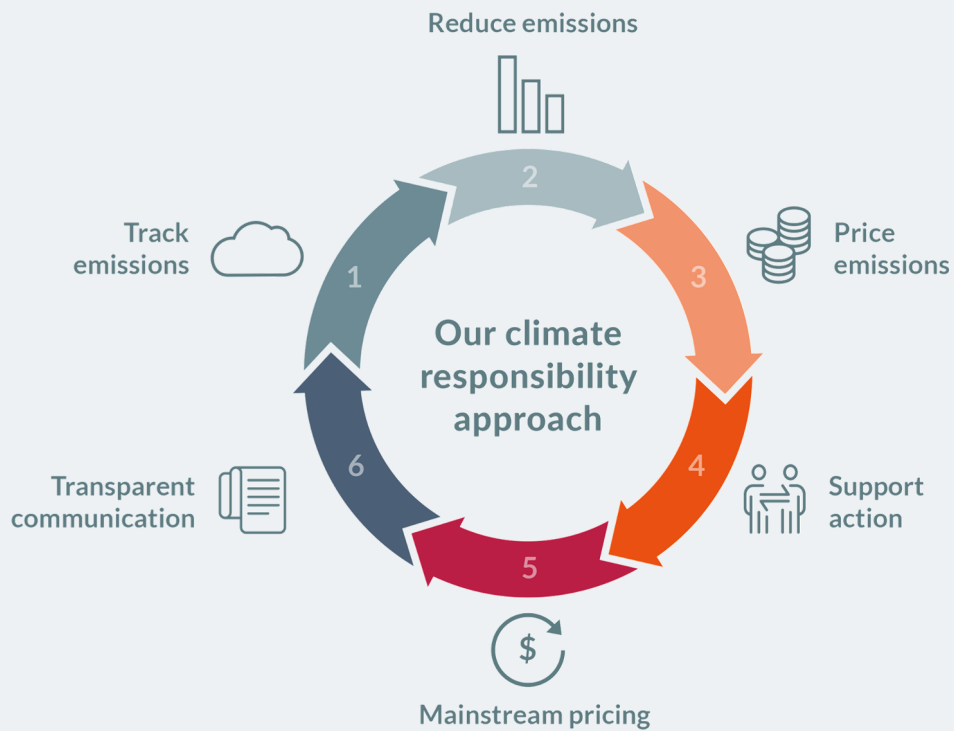 Reduce emissions
2
Track
emissions
1
3
Price
emissions
Our climate
responsibility
approach
Transparent
communication
6
4
Support
action
5
$
Mainstream pricing